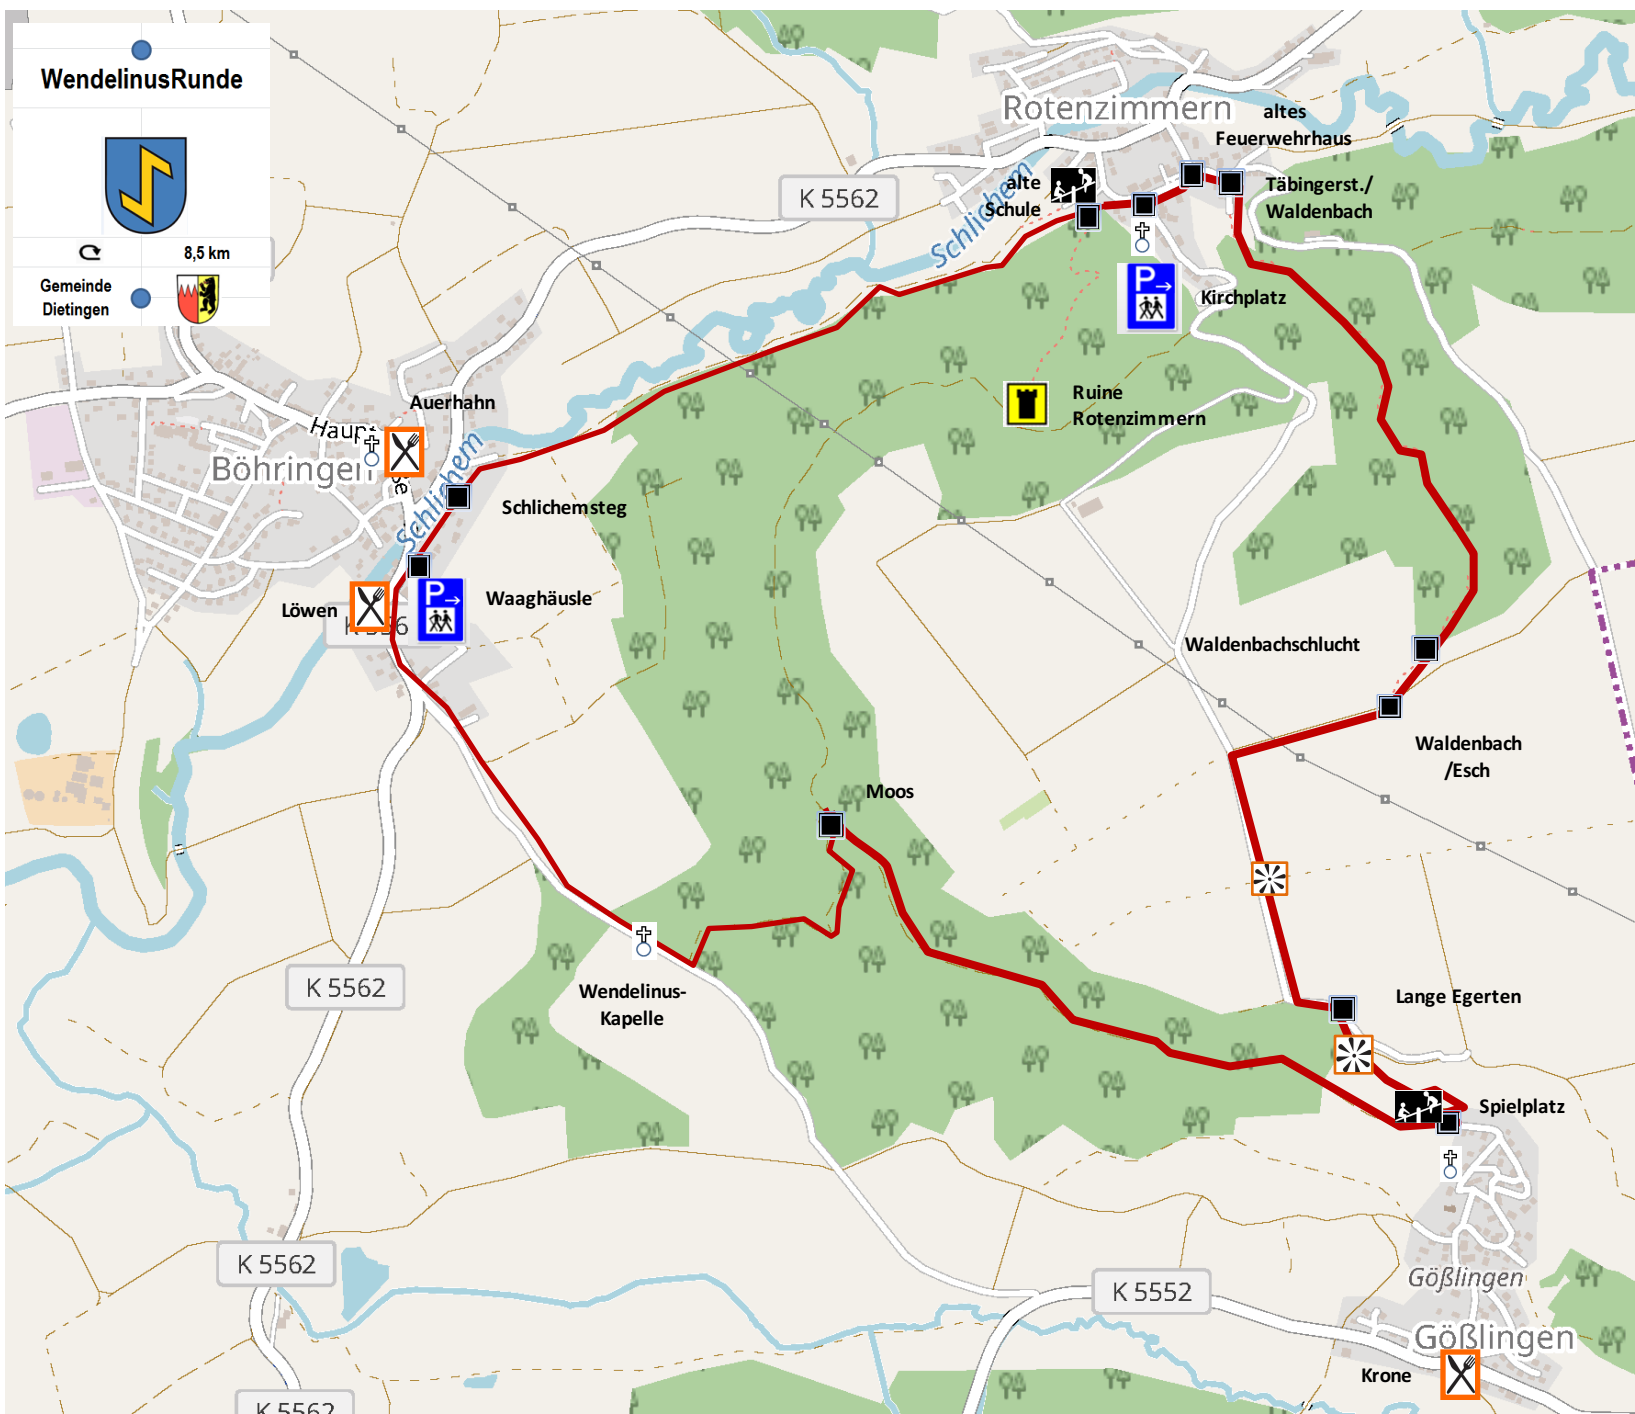 WendelinusRunde
8,5 km
Gemeinde
Dietingen
Rotenzimmern
altes
Feuerwehrhaus
K 5562
alte
Schule
Täbingerst./
Waldenbach
Schlichem
Kirchplatz
P
Ruine
Rotenzimmern
Auerhahn
Haup
Böhringen
Schlichem
Schlichemsteg
Löwen
P
Waaghäusle
Waldenbachschlucht
Waldenbach
/Esch
Moos
K 5562
Wendelinus-
Kapelle
Lange Egerten
Spielplatz
K 5562
K 5552
Gößlingen
Gößlingen
Krone
K 5562